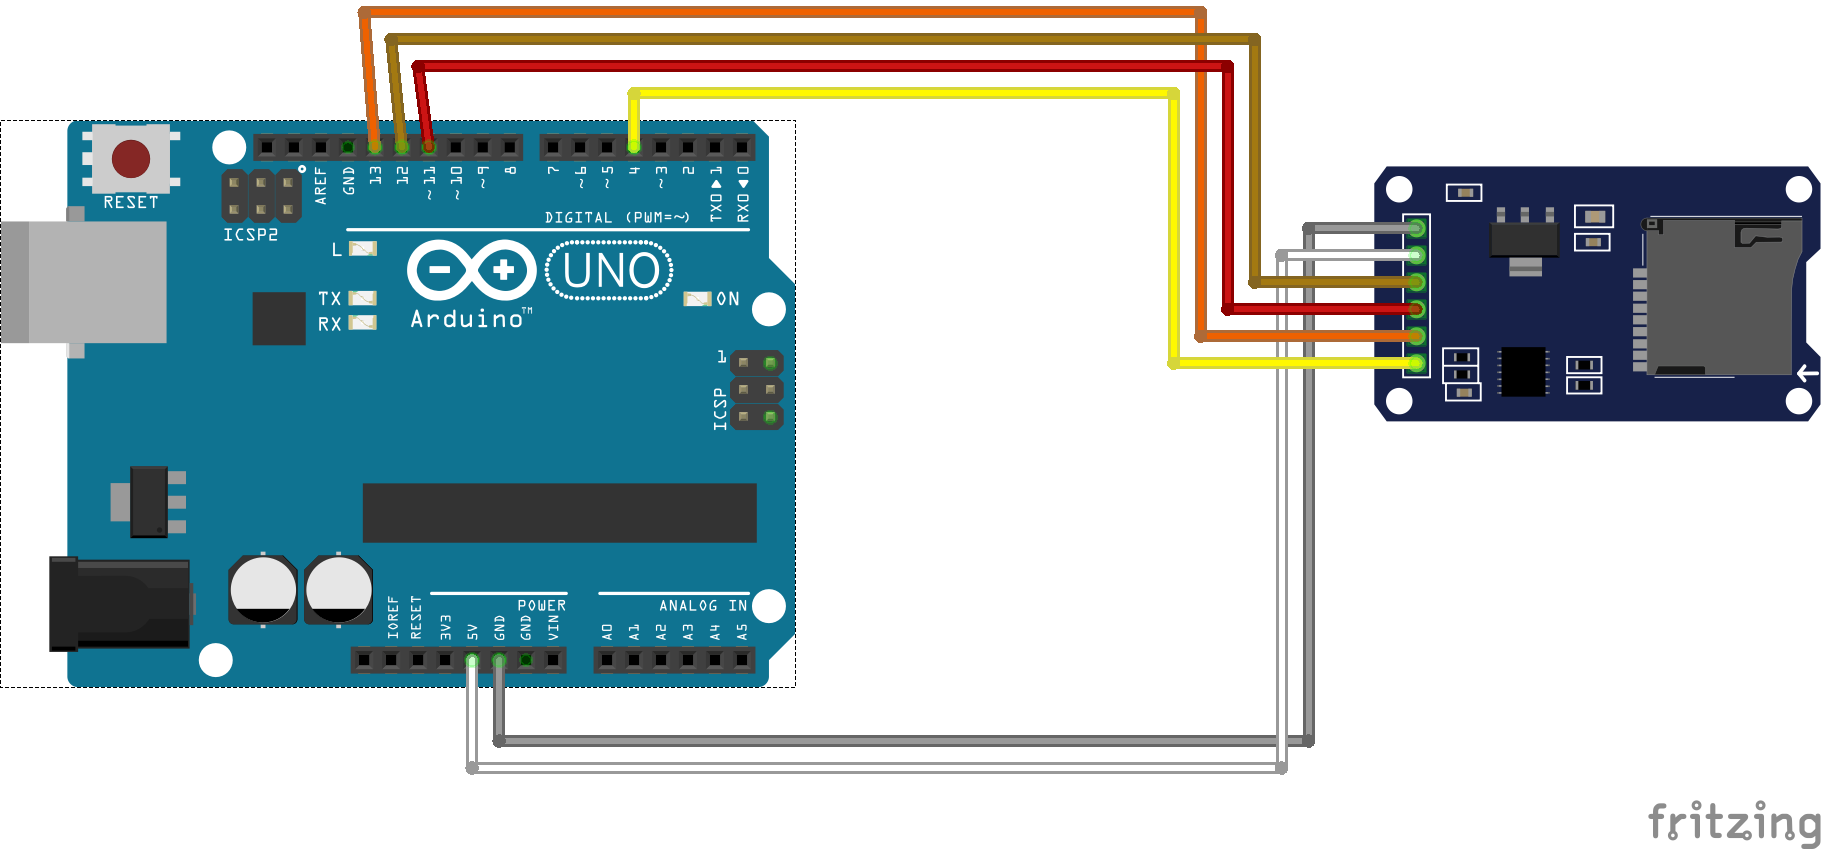 RESET
ICSP2
AREF
GND
13
12
~11
~10
~9
8
7
~6
~5
4
~3
2
TX0▶1
RX0◀0
DIGITAL (PWM=~)
L
TX
RX
UNO
Arduino™
ON
1
ICSP
IOREF
RESET
3V3
5V
GND
GND
VIN
POWER
ANALOG IN
A0
A1
A2
A3
A4
A5
fritzing